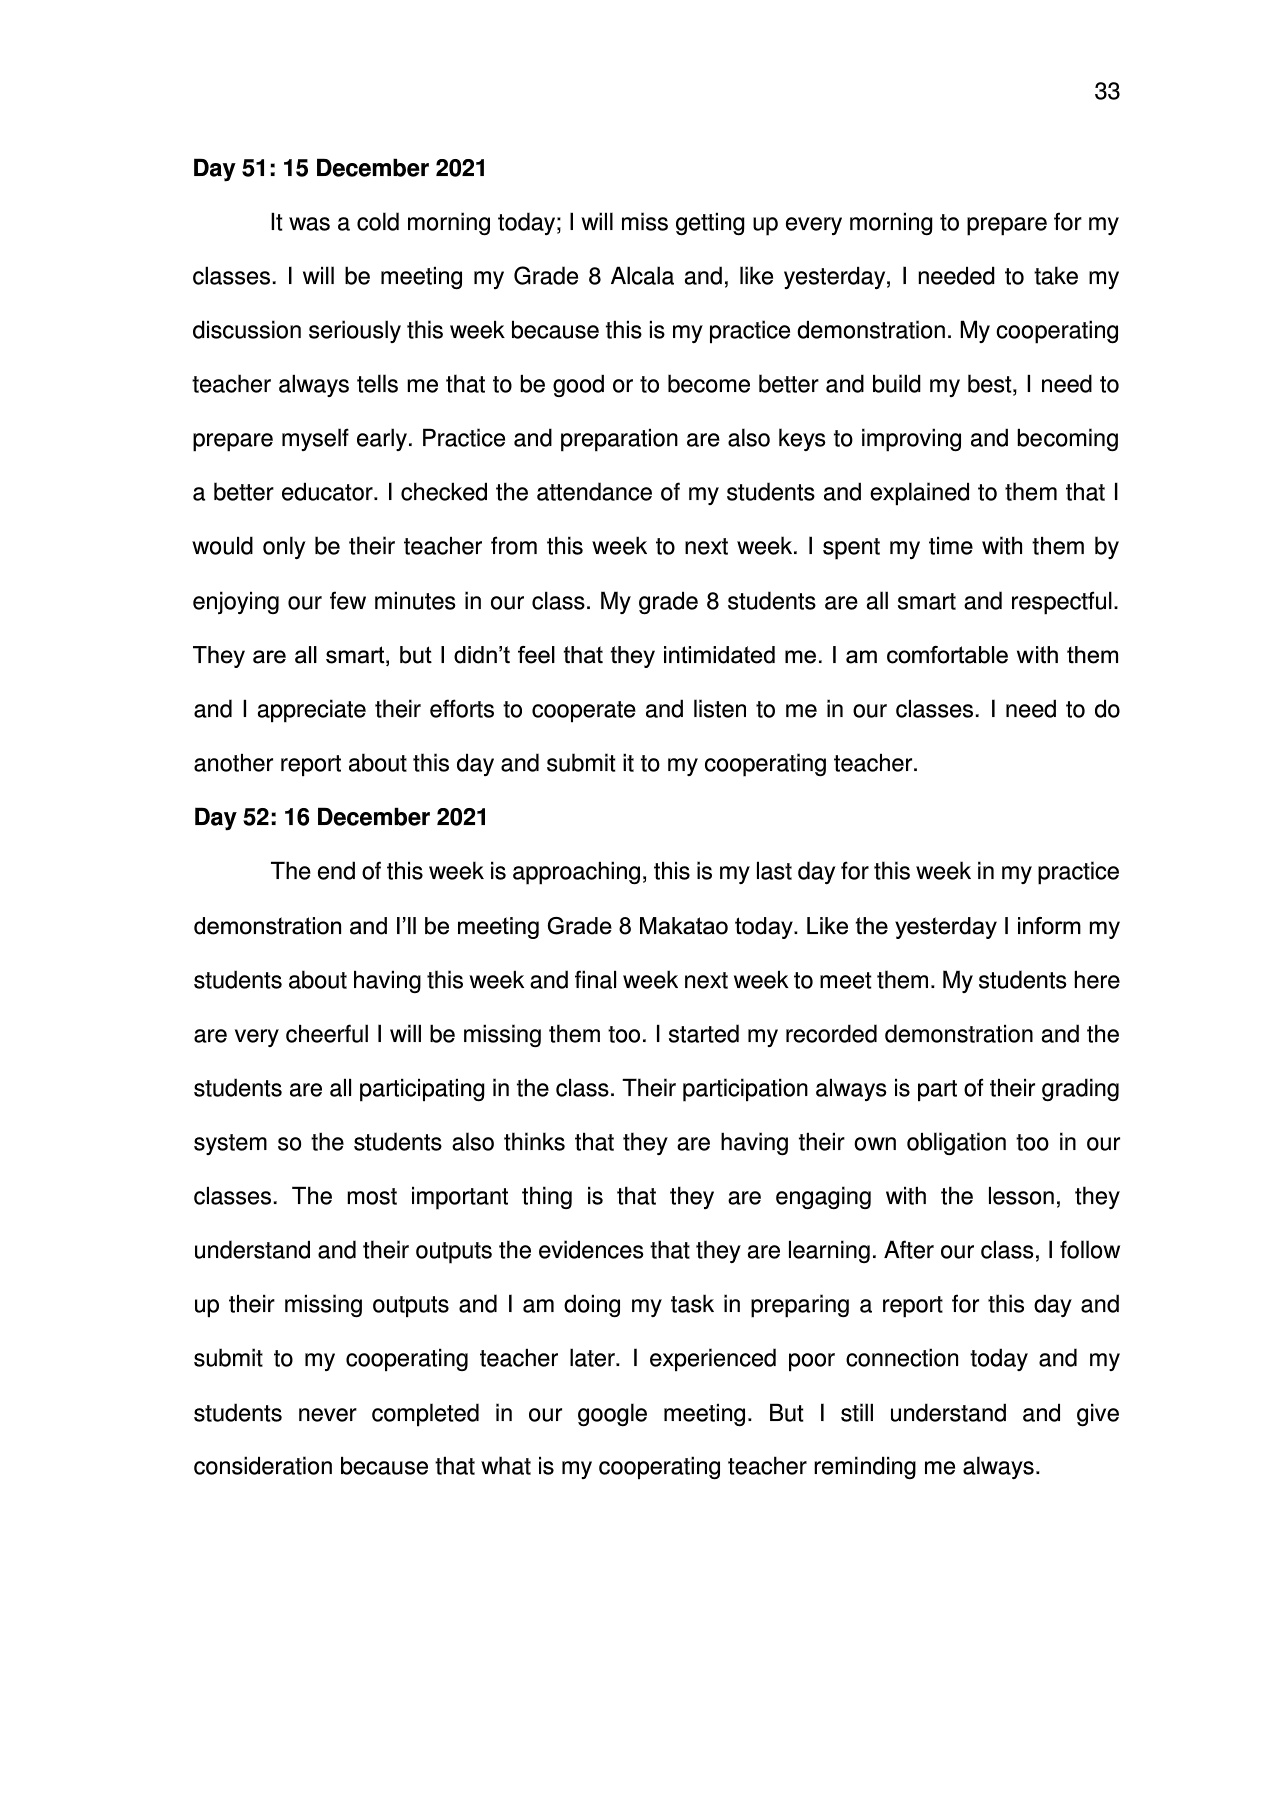 33
Day 51: 15 December 2021
It was a cold morning today; I will miss getting up every morning to prepare for my
classes. I will be meeting my Grade 8 Alcala and, like yesterday, I needed to take my
discussion seriously this week because this is my practice demonstration. My cooperating
teacher always tells me that to be good or to become better and build my best, I need to
prepare myself early. Practice and preparation are also keys to improving and becoming
a better educator. I checked the attendance of my students and explained to them that I
would only be their teacher from this week to next week. I spent my time with them by
enjoying our few minutes in our class. My grade 8 students are all smart and respectful.
They are all smart, but I didn’t feel that they intimidated me. I am comfortable with them
and I appreciate their efforts to cooperate and listen to me in our classes. I need to do
another report about this day and submit it to my cooperating teacher.
Day 52: 16 December 2021
The end of this week is approaching, this is my last day for this week in my practice
demonstration and I’ll be meeting Grade 8 Makatao today. Like the yesterday I inform my
students about having this week and final week next week to meet them. My students here
are very cheerful I will be missing them too. I started my recorded demonstration and the
students are all participating in the class. Their participation always is part of their grading
system so the students also thinks that they are having their own obligation too in our
classes. The most important thing is that they are engaging with the lesson, they
understand and their outputs the evidences that they are learning. After our class, I follow
up their missing outputs and I am doing my task in preparing a report for this day and
submit to my cooperating teacher later. I experienced poor connection today and my
students never completed in our google meeting. But I still understand and give
consideration because that what is my cooperating teacher reminding me always.